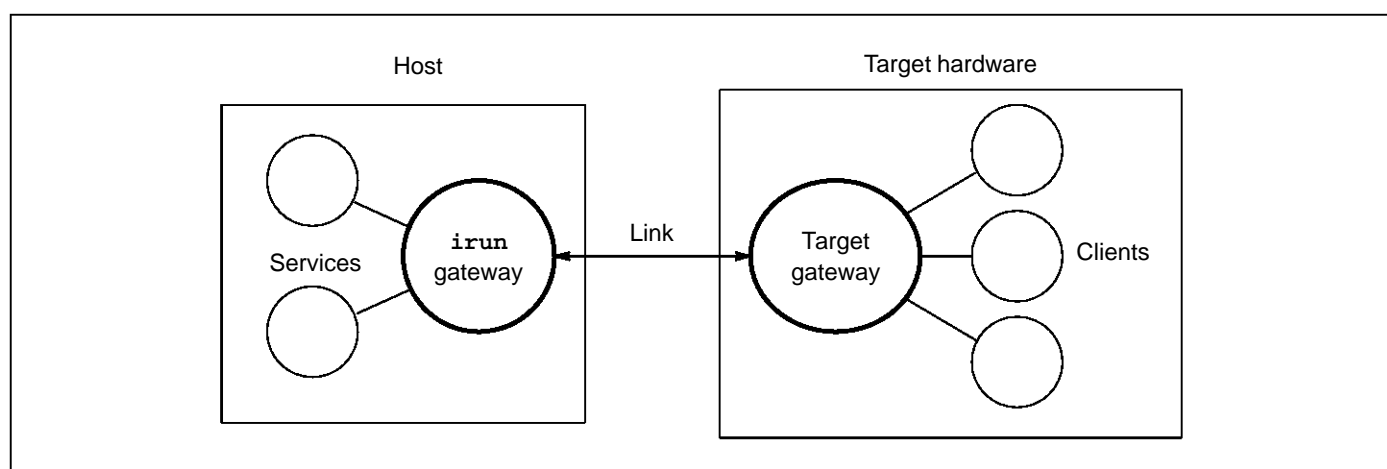 Host
Target hardware
Services
irun
gateway
Link
Target
gateway
Clients